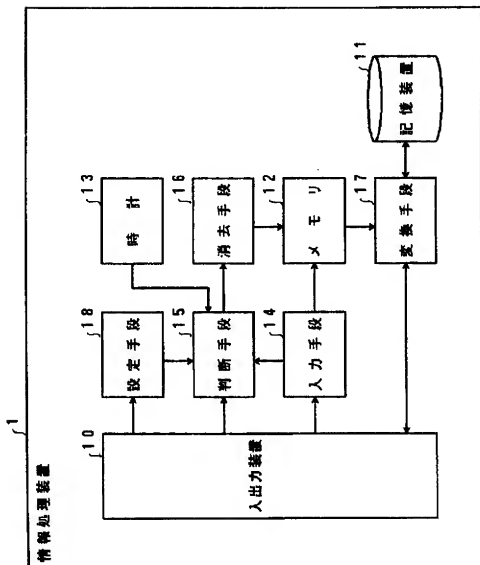 1
情報処理装置
10
入出力装置
18
設定手段
13
時計
15
判断手段
16
消去手段
14
入力手段
12
メモリ
17
変換手段
11
記憶装置